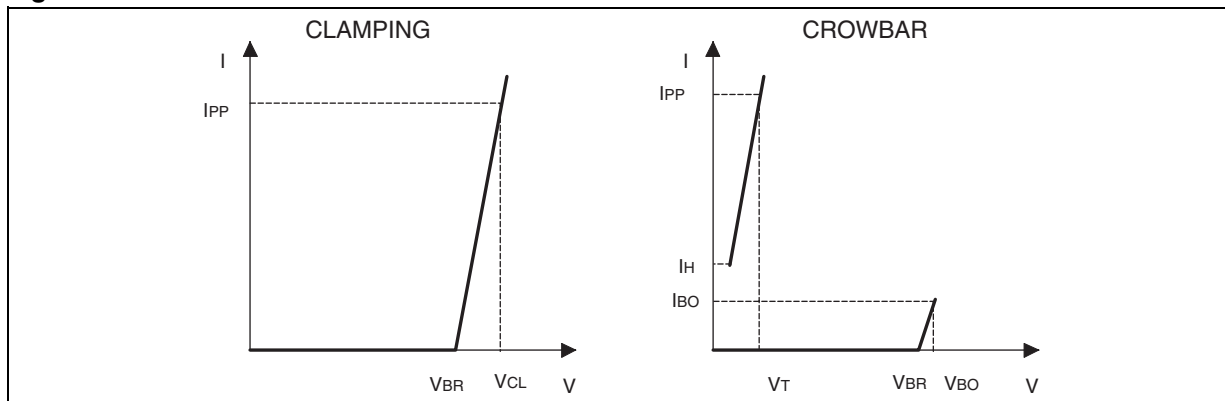 CLAMPING
I
IPP
VBR
VCL
V
CROWBAR
I
IPP
IH
IBO
VT
VBR
VBO
V